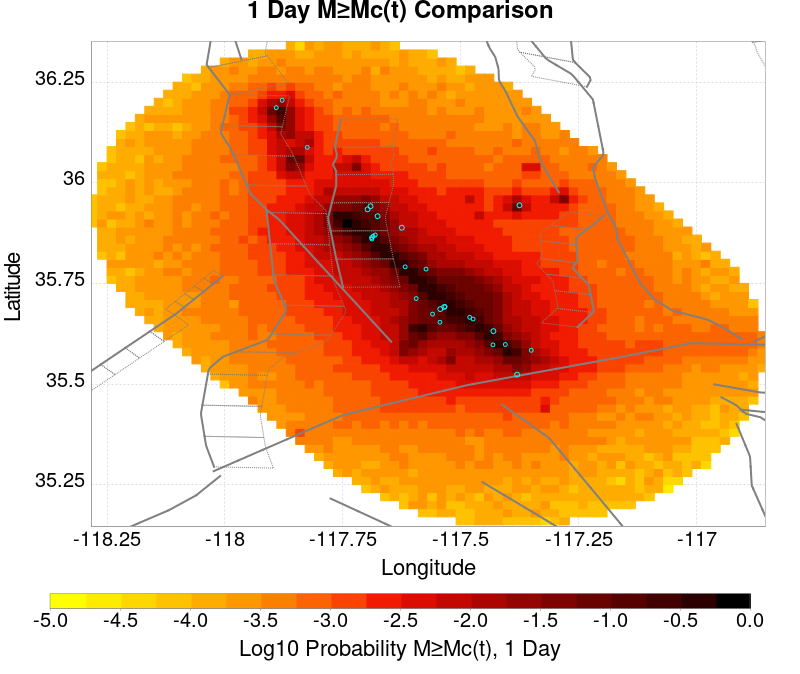 1 Day M≥Mc(t) Comparison
36.25
36
35.75
35.5
35.25
Latitude
-118.25 -118 -117.75 -117.5 -117.25 -117
Longitude
-5.0 -4.5 -4.0 -3.5 -3.0 -2.5 -2.0 -1.5 -1.0 -0.5 0.0
Log10 Probability M≥Mc(t), 1 Day